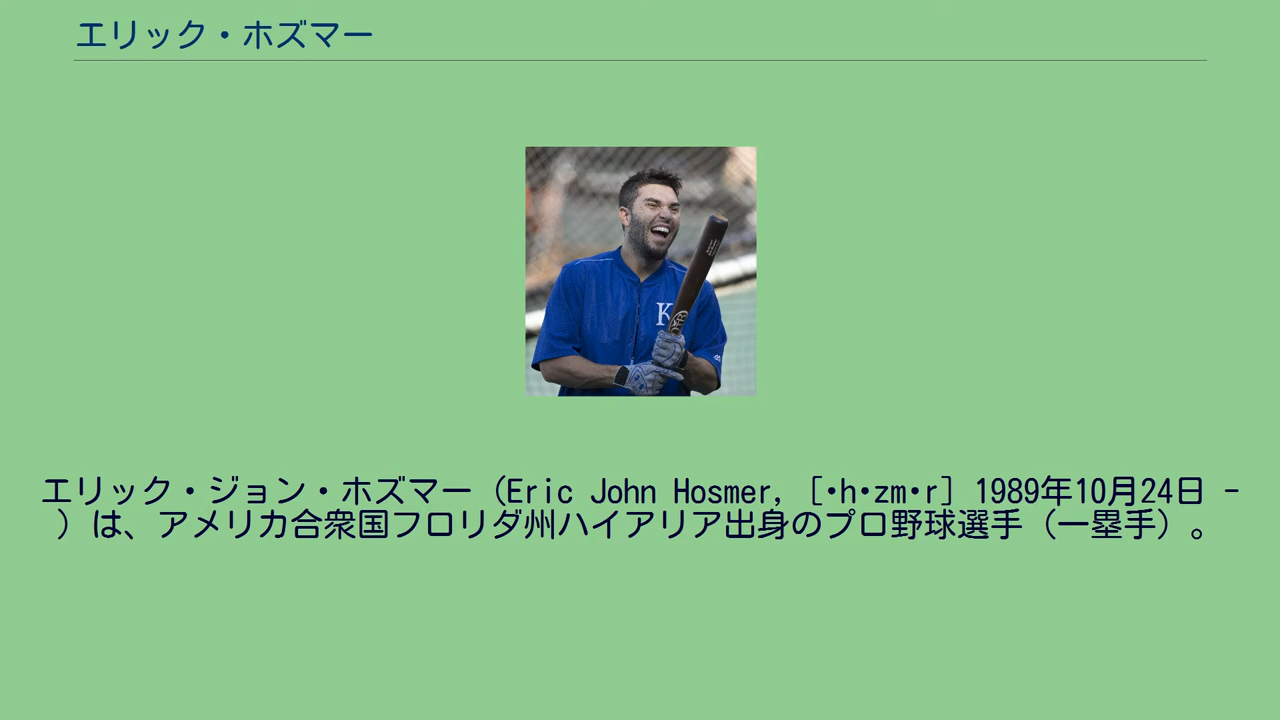 エリック・ホズマー
K
エリック・ジョン・ホズマー（Eric John Hosmer, [•h•zm•r] 1989年10月24日 -
）は、アメリカ合衆国フロリダ州ハイアリア出身のプロ野球選手（一塁手）。